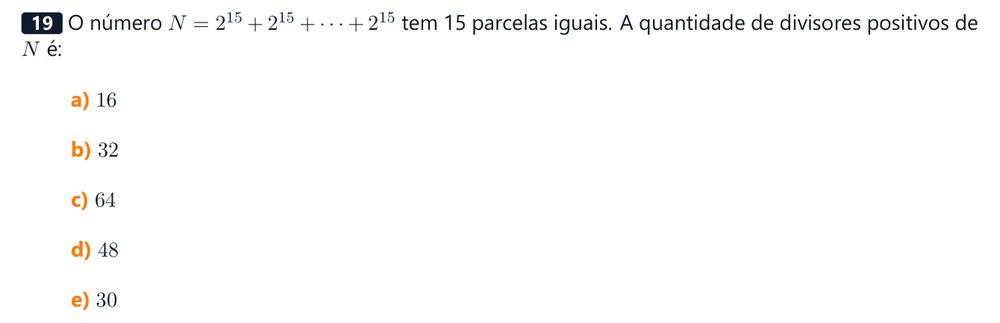 19 O número N = 2^15 + 2^15 + ··· + 2^15 tem 15 parcelas iguais. A quantidade de divisores positivos de
N é:
a) 16
b) 32
c) 64
d) 48
e) 30